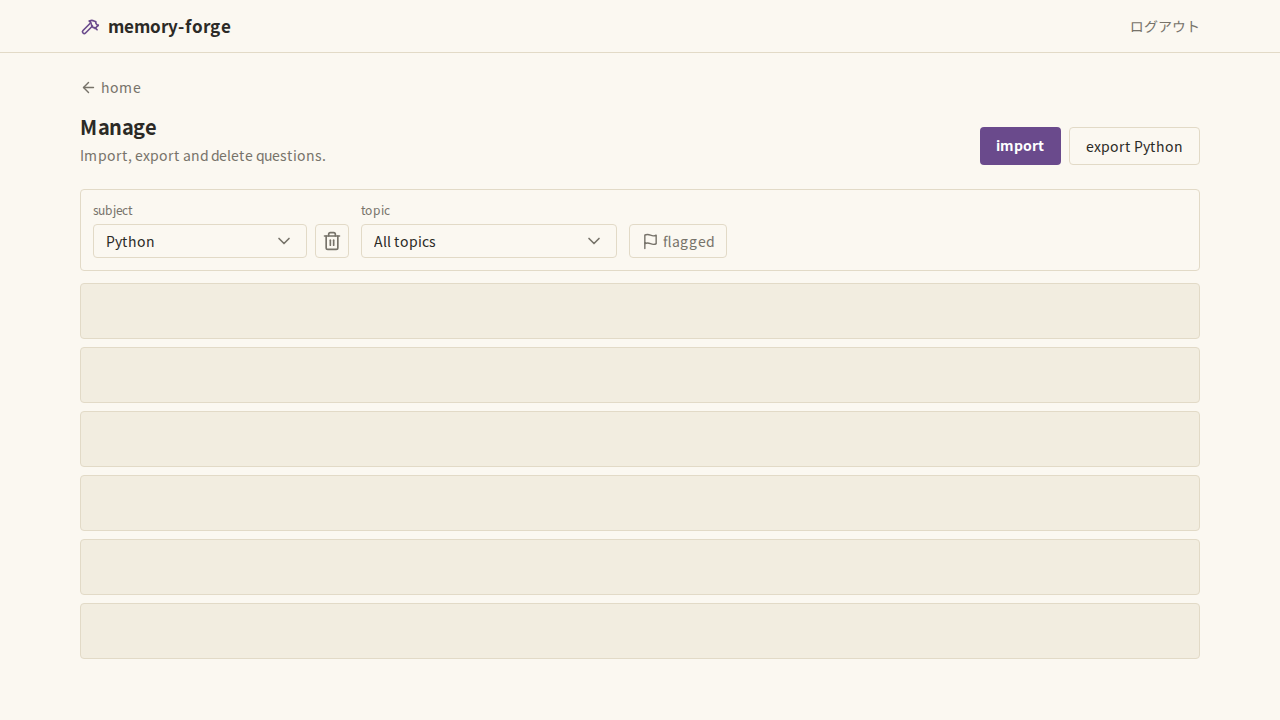 memory-forge
ログアウト
home
Manage
Import, export and delete questions.
import
export Python
subject
topic
Python
All topics
flagged